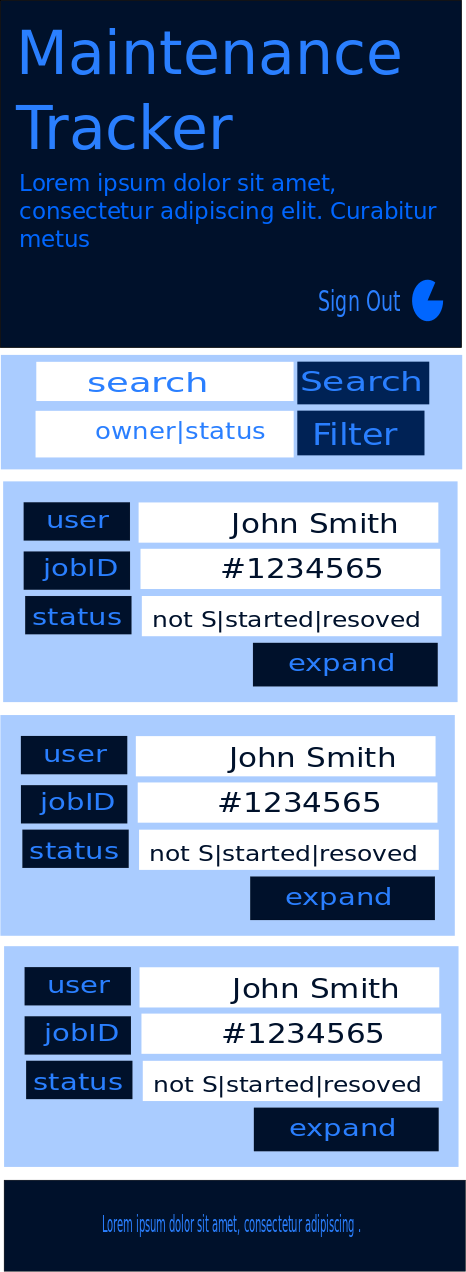 Maintenance
Tracker
Lorem ipsum dolor sit amet,
consectetur adipiscing elit. Curabitur
metus
Sign Out
search Search
owner|status Filter
user John Smith
jobID #1234565
status not S|started|resoved
expand
user John Smith
jobID #1234565
status not S|started|resoved
expand
user John Smith
jobID #1234565
status not S|started|resoved
expand
Lorem ipsum dolor sit amet, consectetur adipiscing .